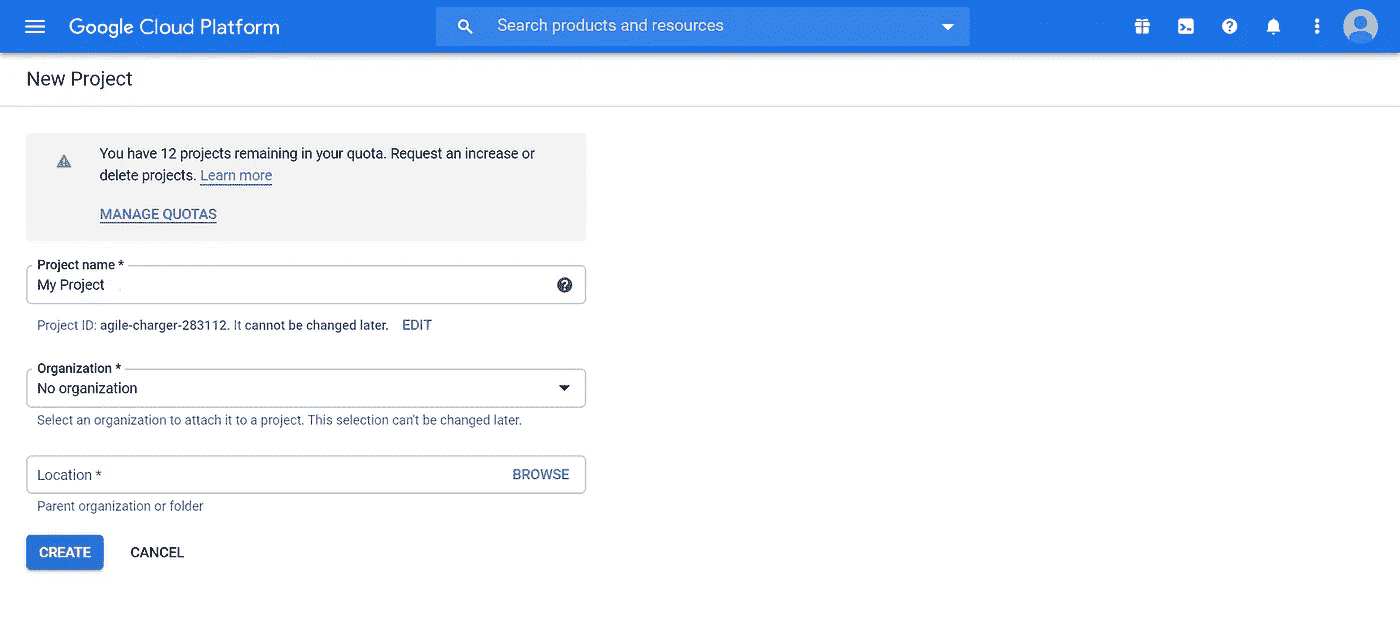 Google Cloud Platform
Search products and resources
New Project
You have 12 projects remaining in your quota. Request an increase or
delete projects. Learn more
MANAGE QUOTAS
Project name *
My Project
Project ID: agile-charger-283112. It cannot be changed later. EDIT
Organization *
No organization
Select an organization to attach it to a project. This selection can't be changed later.
Location * BROWSE
Parent organization or folder
CREATE CANCEL